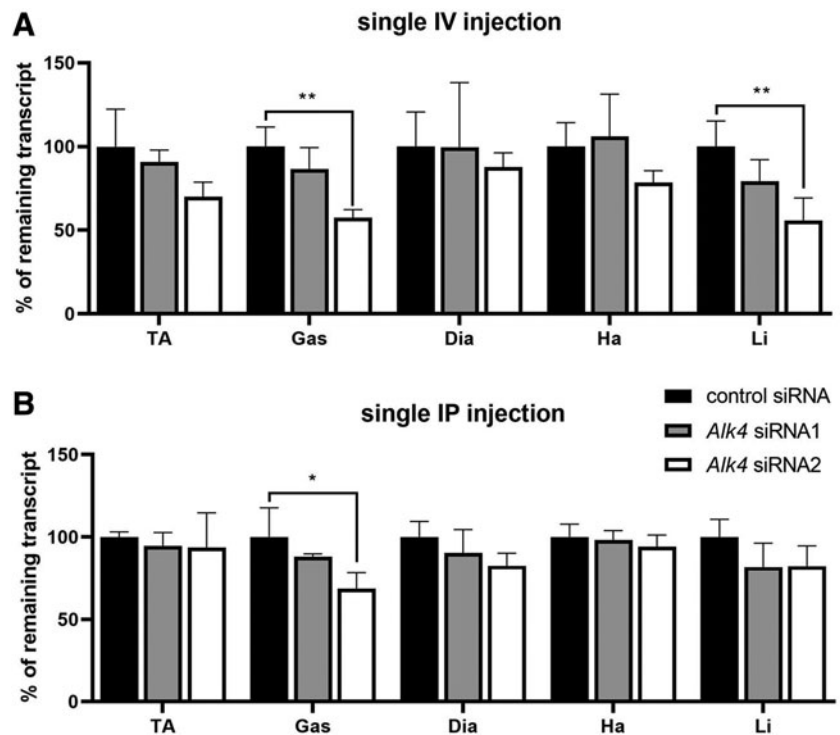 A
single IV injection
% of remaining transcript
150
100
50
0
**
**
TA
Gas
Dia
Ha
Li
B
single IP injection
control siRNA
Alk4 siRNA1
Alk4 siRNA2
% of remaining transcript
150
100
50
0
*
TA
Gas
Dia
Ha
Li